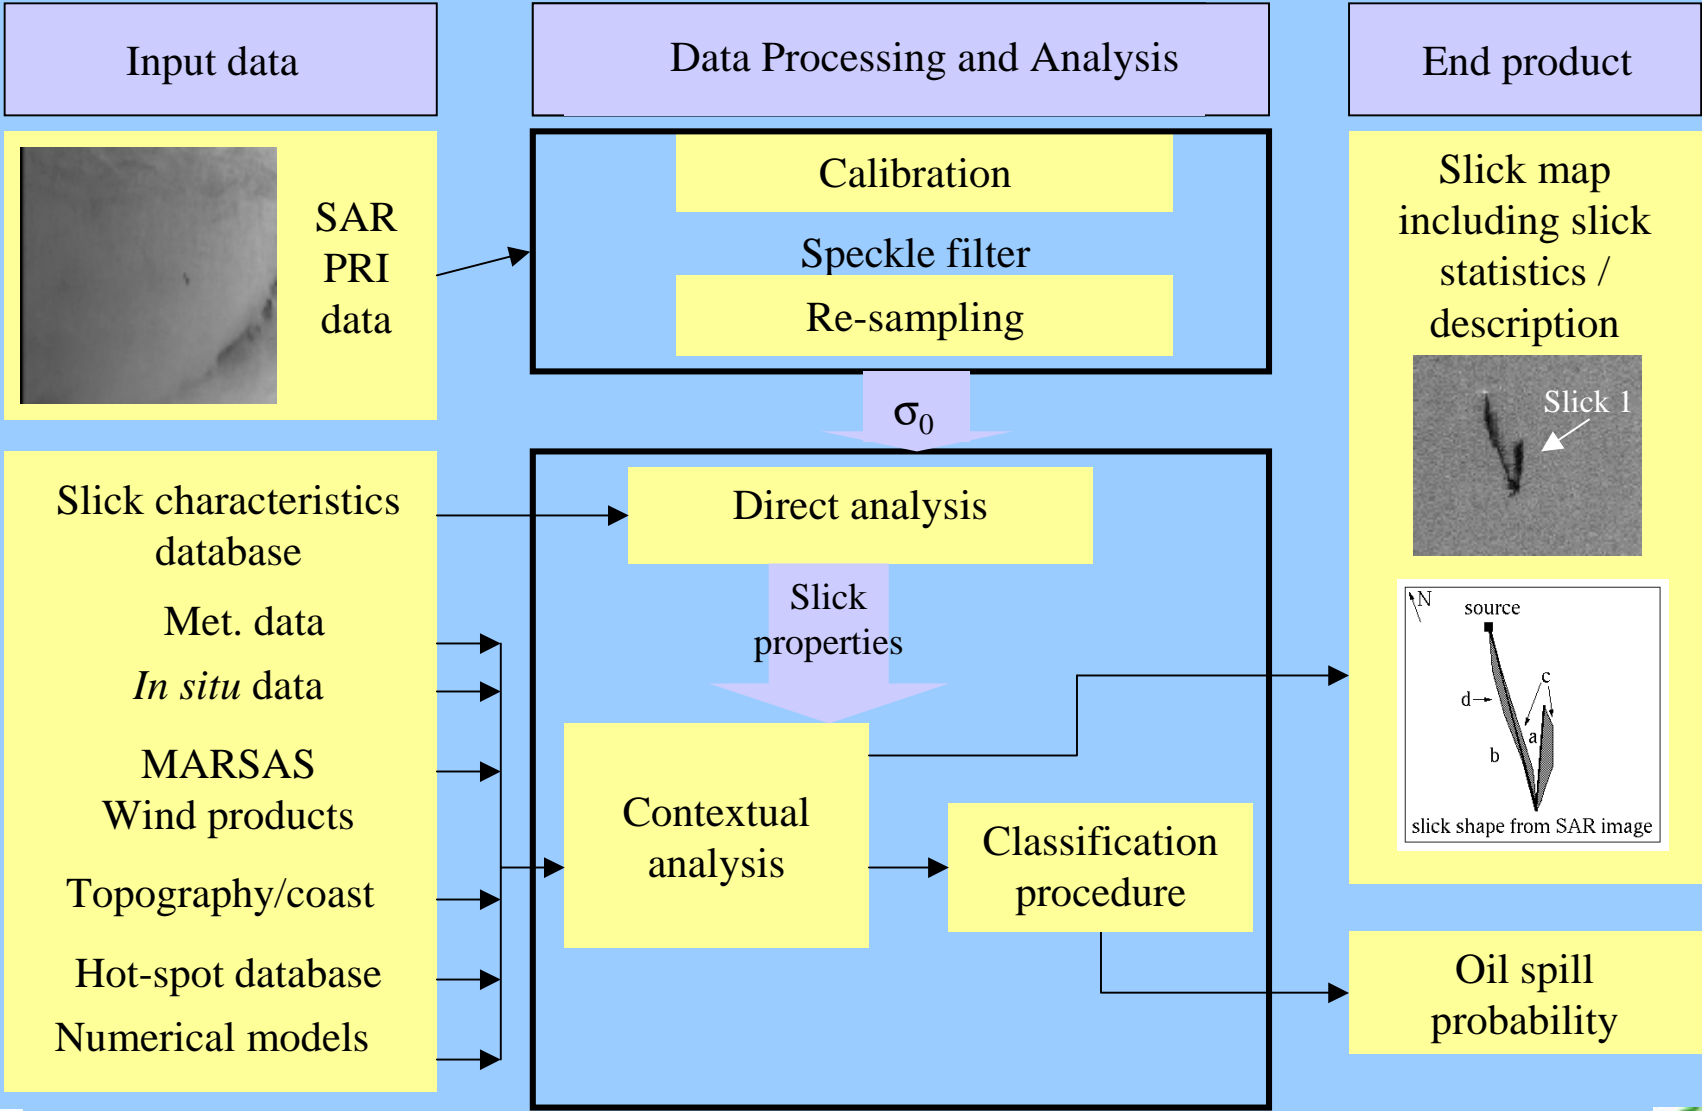 Input data
Data Processing and Analysis
End product
SAR
PRI
data
Calibration
Speckle filter
Re-sampling
σ0
Slick map
including slick
statistics /
description
Slick 1
N
source
c
d
a
b
slick shape from SAR image
Slick characteristics
database
Met. data
In situ data
MARSAS
Wind products
Topography/coast
Hot-spot database
Numerical models
Direct analysis
Slick
properties
Contextual
analysis
Classification
procedure
Oil spill
probability